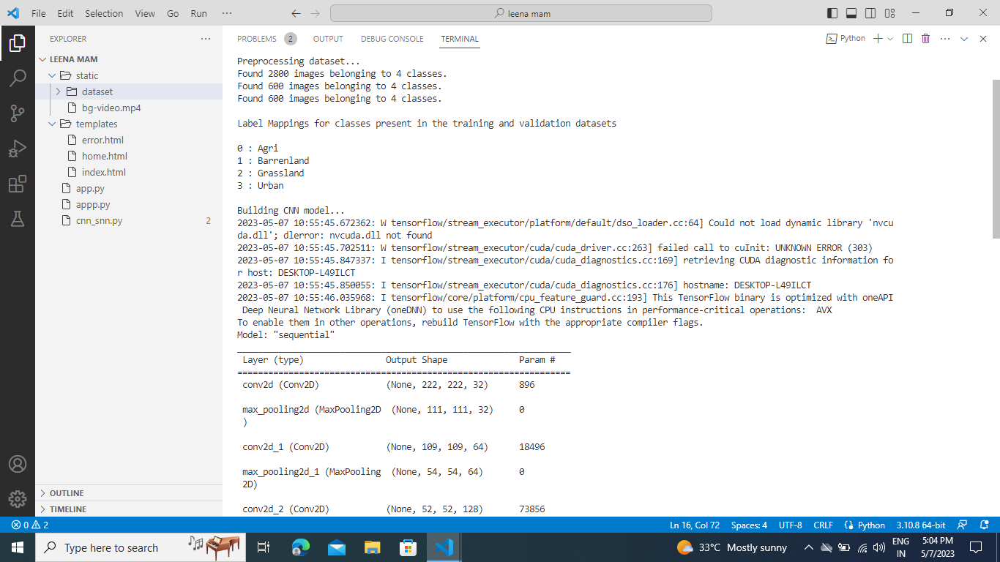 File Edit Selection View Go Run ···
leena mam
EXPLORER ···
LEENA MAM
static
dataset
bg-video.mp4
templates
error.html
home.html
index.html
app.py
appp.py
cnn_snn.py 2
OUTLINE
TIMELINE
PROBLEMS 2 OUTPUT DEBUG CONSOLE TERMINAL
Python
Preprocessing dataset...
Found 2800 images belonging to 4 classes.
Found 600 images belonging to 4 classes.
Found 600 images belonging to 4 classes.
Label Mappings for classes present in the training and validation datasets
0 : Agri
1 : Barrenland
2 : Grassland
3 : Urban
Building CNN model...
2023-05-07 10:55:45.672362: W tensorflow/stream_executor/platform/default/dso_loader.cc:64] Could not load dynamic library 'nvcu
da.dll'; dlerror: nvcuda.dll not found
2023-05-07 10:55:45.702511: W tensorflow/stream_executor/cuda/cuda_driver.cc:263] failed call to cuInit: UNKNOWN ERROR (303)
2023-05-07 10:55:45.847337: I tensorflow/stream_executor/cuda/cuda_diagnostics.cc:169] retrieving CUDA diagnostic information fo
r host: DESKTOP-L49ILCT
2023-05-07 10:55:45.850055: I tensorflow/stream_executor/cuda/cuda_diagnostics.cc:176] hostname: DESKTOP-L49ILCT
2023-05-07 10:55:46.035968: I tensorflow/core/platform/cpu_feature_guard.cc:193] This TensorFlow binary is optimized with oneAPI
Deep Neural Network Library (oneDNN) to use the following CPU instructions in performance-critical operations:  AVX
To enable them in other operations, rebuild TensorFlow with the appropriate compiler flags.
Model: "sequential"
_________________________________________________________________
Layer (type) Output Shape Param #
=================================================================
conv2d (Conv2D) (None, 222, 222, 32) 896
max_pooling2d (MaxPooling2D (None, 111, 111, 32) 0
)
conv2d_1 (Conv2D) (None, 109, 109, 64) 18496
max_pooling2d_1 (MaxPooling (None, 54, 54, 64) 0
2D)
conv2d_2 (Conv2D) (None, 52, 52, 128) 73856
0 2 Ln 16, Col 72 Spaces: 4 UTF-8 CRLF Python 3.10.8 64-bit
Type here to search
33°C Mostly sunny
ENG
IN
5:04 PM
5/7/2023